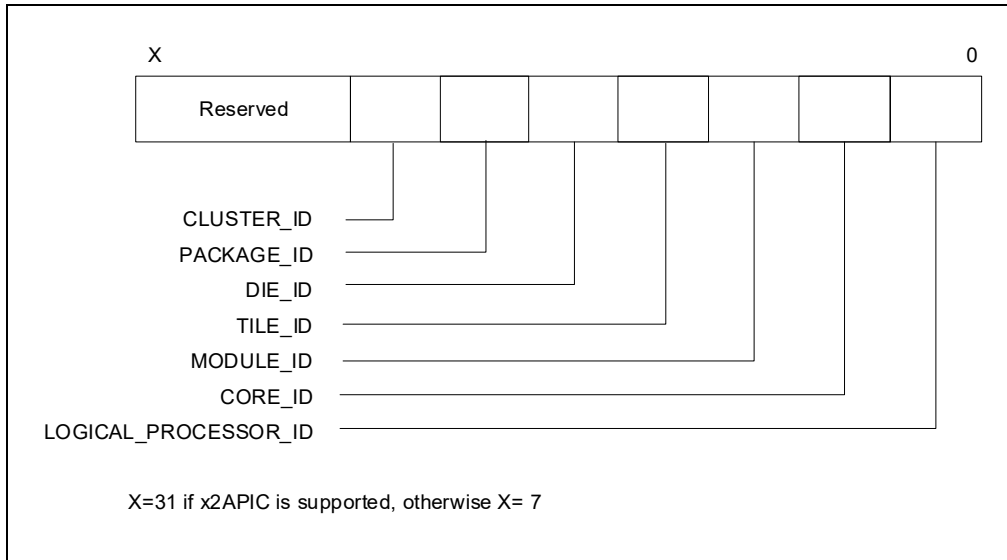 X 0
Reserved
CLUSTER_ID
PACKAGE_ID
DIE_ID
TILE_ID
MODULE_ID
CORE_ID
LOGICAL_PROCESSOR_ID
X=31 if x2APIC is supported, otherwise X= 7